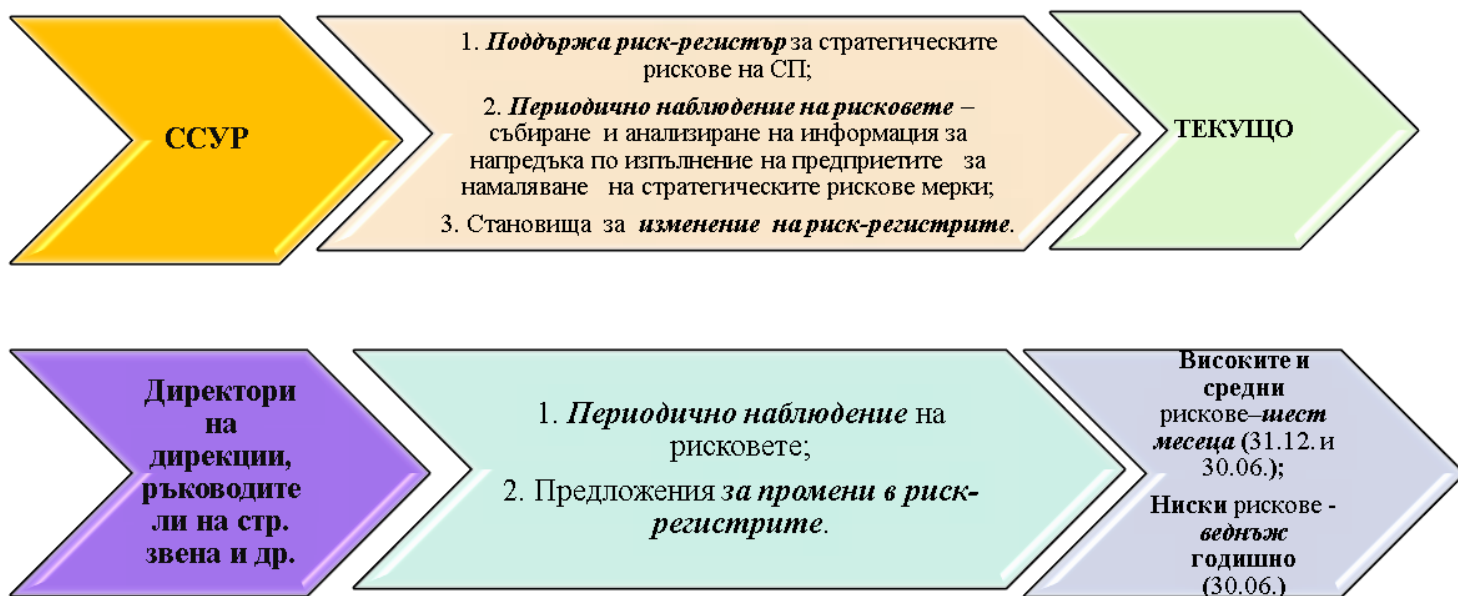 ССУР
1. Поддържа риск-регистър за стратегическите
рискове на СП;
2. Периодично наблюдение на рисковете –
събиране и анализиране на информация за
напредъка по изпълнение на предприетите за
намаляване на стратегическите рискове мерки;
3. Становища за изменение на риск-регистрите.
ТЕКУЩО
Директори
на
дирекции,
ръководите
ли на стр.
звена и др.
1. Периодично наблюдение на
рисковете;
2. Предложения за промени в риск-
регистрите.
Високите и
средни
рискове–шест
месеца (31.12. и
30.06.);
Ниски рискове -
веднъж
годишно
(30.06.)